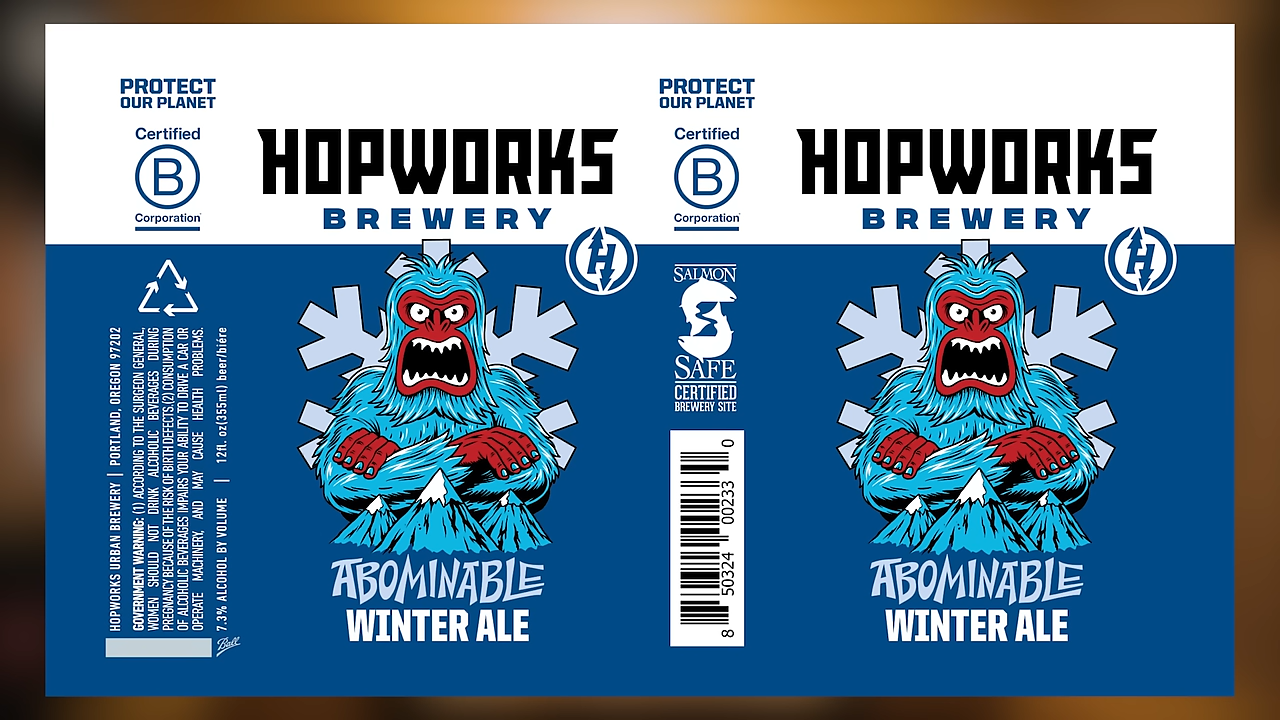 PROTECT
OUR PLANET
Certified
B
Corporation
HOPWORKS URBAN BREWERY | PORTLAND, OREGON 97202
GOVERNMENT WARNING: (1) ACCORDING TO THE SURGEON GENERAL,
WOMEN SHOULD NOT DRINK ALCOHOLIC BEVERAGES DURING
PREGNANCY BECAUSE OF THE RISK OF BIRTH DEFECTS. (2) CONSUMPTION
OF ALCOHOLIC BEVERAGES IMPAIRS YOUR ABILITY TO DRIVE A CAR OR
OPERATE MACHINERY, AND MAY CAUSE HEALTH PROBLEMS.
7.3% ALCOHOL BY VOLUME | 12fl. oz(355ml) beer/bière
Ball
HOPWORKS
BREWERY
H
ABOMINABLE
WINTER ALE
PROTECT
OUR PLANET
Certified
B
Corporation
SALMON
SAFE
CERTIFIED
BREWERY SITE
8 50324 00233 0
HOPWORKS
BREWERY
H
ABOMINABLE
WINTER ALE